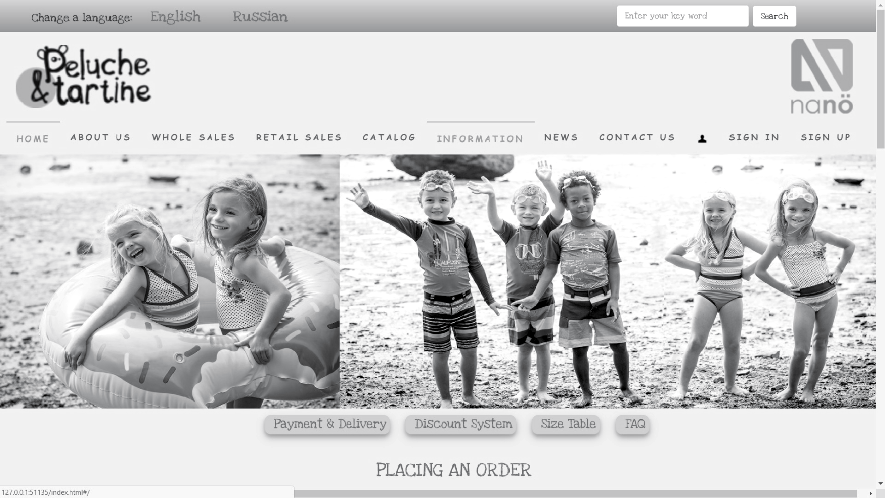 Change a language: English Russian Enter your key word Search
Peluche
&tartine
nanö
HOME ABOUT US WHOLE SALES RETAIL SALES CATALOG INFORMATION NEWS CONTACT US SIGN IN SIGN UP
Payment & Delivery Discount System Size Table FAQ
PLACING AN ORDER
127.0.0.1:51135/index.html#/